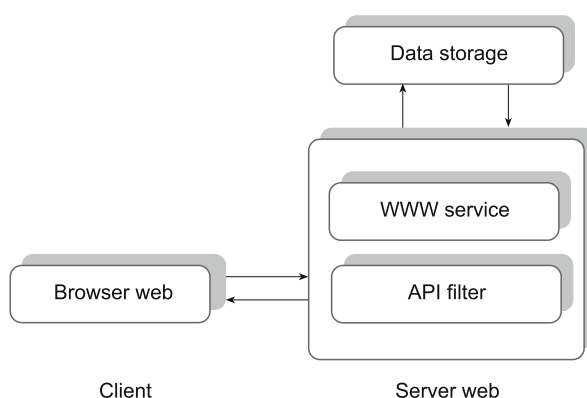 Data storage
WWW service
Browser web
API filter
Client
Server web